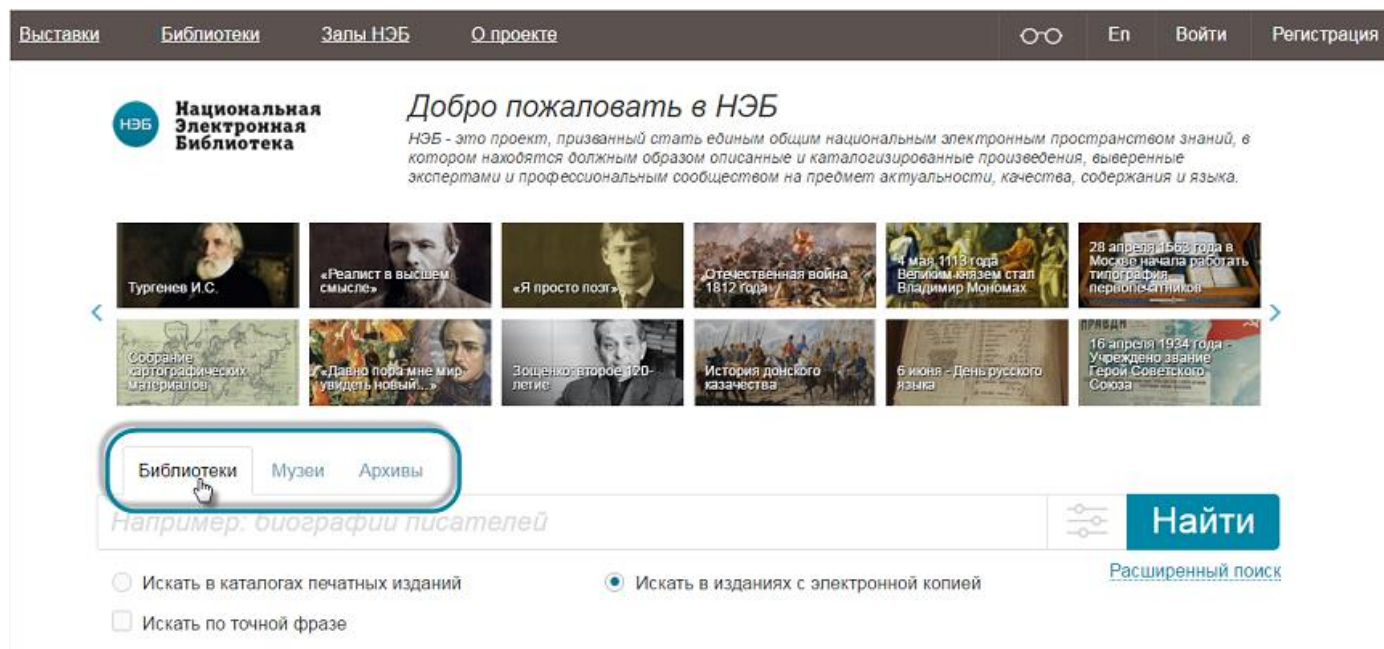 Выставки Библиотеки Залы НЭБ О проекте En Войти Регистрация
НЭБ
Национальная
Электронная
Библиотека
Добро пожаловать в НЭБ
НЭБ - это проект, призванный стать единым общим национальным электронным пространством знаний, в
котором находятся должным образом описанные и каталогизированные произведения, выверенные
экспертами и профессиональным сообществом на предмет актуальности, качества, содержания и языка.
Тургенев И.С.
«Реалист в высшем
смысле»
«Я просто поэт»
Отечественная война
1812 года
4 мая 1113 года
Великим князем стал
Владимир Мономах
28 апреля 1563 года в
Москве начала работать
типография
первопечатников
Собрание
картографических
материалов
«Давно пора мне мир
увидеть новый...»
Зощенко: второе 120-
летие
История донского
казачества
6 июня - День русского
языка
16 апреля 1934 года -
Учреждено звание
Герой Советского
Союза
Библиотеки Музеи Архивы
Например: биографии писателей
Найти
Искать в каталогах печатных изданий Искать в изданиях с электронной копией Расширенный поиск
Искать по точной фразе